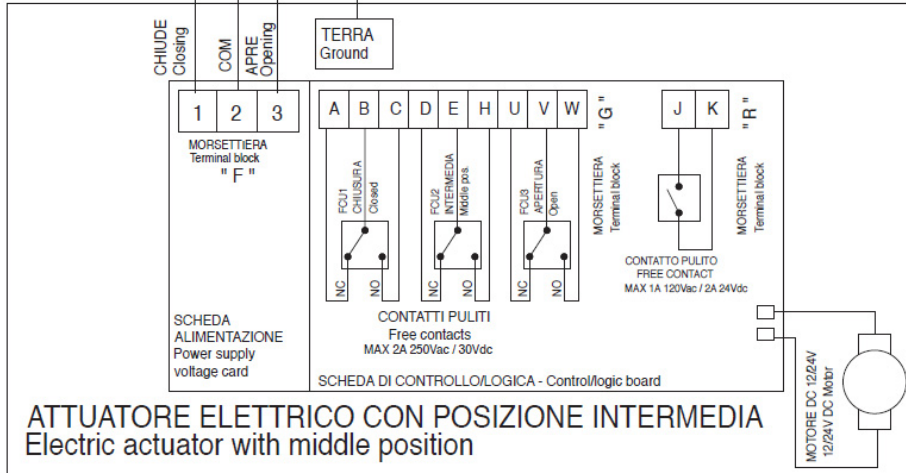 CHIUDE
Closing
COM
APRE
Opening
TERRA
Ground
1 2 3
MORSETTIERA
Terminal block
" F "
A B C D E H U V W
" G "
MORSETTIERA
Terminal block
J K
" R "
MORSETTIERA
Terminal block
FCU1
CHIUSURA
Closed
NC NO
FCU2
INTERMEDIA
Middle pos.
NC NO
FCU3
APERTURA
Open
NC NO
CONTATTO PULITO
FREE CONTACT
MAX 1A 120Vac / 2A 24Vdc
CONTATTI PULITI
Free contacts
MAX 2A 250Vac / 30Vdc
SCHEDA
ALIMENTAZIONE
Power supply
voltage card
SCHEDA DI CONTROLLO/LOGICA - Control/logic board
MOTORE DC 12/24V
12/24V DC Motor
ATTUATORE ELETTRICO CON POSIZIONE INTERMEDIA
Electric actuator with middle position